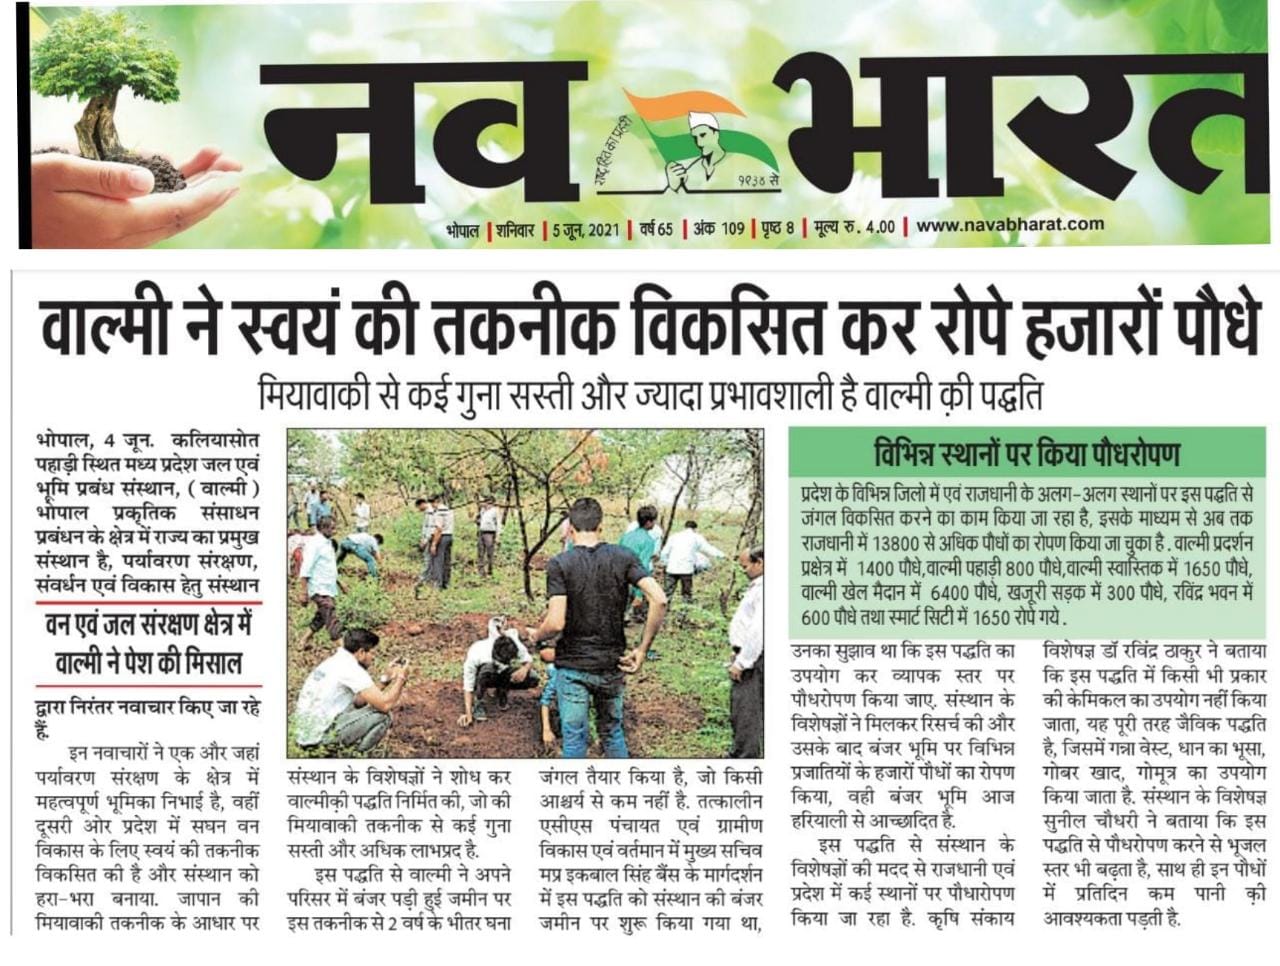 नव भारत
राष्ट्रहित का प्रहरी
१९३४ से
भोपाल | शनिवार | 5 जून, 2021 | वर्ष 65 | अंक 109 | पृष्ठ 8 | मूल्य रु. 4.00 | www.navabharat.com
वाल्मी ने स्वयं की तकनीक विकसित कर रोपे हजारों पौधे
मियावाकी से कई गुना सस्ती और ज्यादा प्रभावशाली है वाल्मी की पद्धति
भोपाल, 4 जून. कलियासोत
पहाड़ी स्थित मध्य प्रदेश जल एवं
भूमि प्रबंध संस्थान, ( वाल्मी )
भोपाल प्रकृतिक संसाधन
प्रबंधन के क्षेत्र में राज्य का प्रमुख
संस्थान है, पर्यावरण संरक्षण,
संवर्धन एवं विकास हेतु संस्थान
वन एवं जल संरक्षण क्षेत्र में
वाल्मी ने पेश की मिसाल
द्वारा निरंतर नवाचार किए जा रहे
हैं.
इन नवाचारों ने एक और जहां
पर्यावरण संरक्षण के क्षेत्र में
महत्वपूर्ण भूमिका निभाई है, वहीं
दूसरी ओर प्रदेश में सघन वन
विकास के लिए स्वयं की तकनीक
विकसित की है और संस्थान को
हरा-भरा बनाया. जापान की
मियावाकी तकनीक के आधार पर
संस्थान के विशेषज्ञों ने शोध कर
वाल्मीकी पद्धति निर्मित की, जो की
मियावाकी तकनीक से कई गुना
सस्ती और अधिक लाभप्रद है.
इस पद्धति से वाल्मी ने अपने
परिसर में बंजर पड़ी हुई जमीन पर
इस तकनीक से 2 वर्ष के भीतर घना
जंगल तैयार किया है, जो किसी
आश्चर्य से कम नहीं है. तत्कालीन
एसीएस पंचायत एवं ग्रामीण
विकास एवं वर्तमान में मुख्य सचिव
मप्र इकबाल सिंह बैंस के मार्गदर्शन
में इस पद्धति को संस्थान की बंजर
जमीन पर शुरू किया गया था,
विभिन्न स्थानों पर किया पौधरोपण
प्रदेश के विभिन्न जिलो में एवं राजधानी के अलग-अलग स्थानों पर इस पद्धति से
जंगल विकसित करने का काम किया जा रहा है, इसके माध्यम से अब तक
राजधानी में 13800 से अधिक पौधों का रोपण किया जा चुका है . वाल्मी प्रदर्शन
प्रक्षेत्र में 1400 पौधे,वाल्मी पहाड़ी 800 पौधे,वाल्मी स्वास्तिक में 1650 पौधे,
वाल्मी खेल मैदान में 6400 पौधे, खजूरी सड़क में 300 पौधे, रविंद्र भवन में
600 पौधे तथा स्मार्ट सिटी में 1650 रोपे गये .
उनका सुझाव था कि इस पद्धति का
उपयोग कर व्यापक स्तर पर
पौधरोपण किया जाए. संस्थान के
विशेषज्ञों ने मिलकर रिसर्च की और
उसके बाद बंजर भूमि पर विभिन्न
प्रजातियों के हजारों पौधों का रोपण
किया, वही बंजर भूमि आज
हरियाली से आच्छादित है.
इस पद्धति से संस्थान के
विशेषज्ञों की मदद से राजधानी एवं
प्रदेश में कई स्थानों पर पौधारोपण
किया जा रहा है. कृषि संकाय
विशेषज्ञ डॉ रविंद्र ठाकुर ने बताया
कि इस पद्धति में किसी भी प्रकार
की केमिकल का उपयोग नहीं किया
जाता, यह पूरी तरह जैविक पद्धति
है, जिसमें गन्ना वेस्ट, धान का भूसा,
गोबर खाद, गोमूत्र का उपयोग
किया जाता है. संस्थान के विशेषज्ञ
सुनील चौधरी ने बताया कि इस
पद्धति से पौधरोपण करने से भूजल
स्तर भी बढ़ता है, साथ ही इन पौधों
में प्रतिदिन कम पानी की
आवश्यकता पड़ती है.